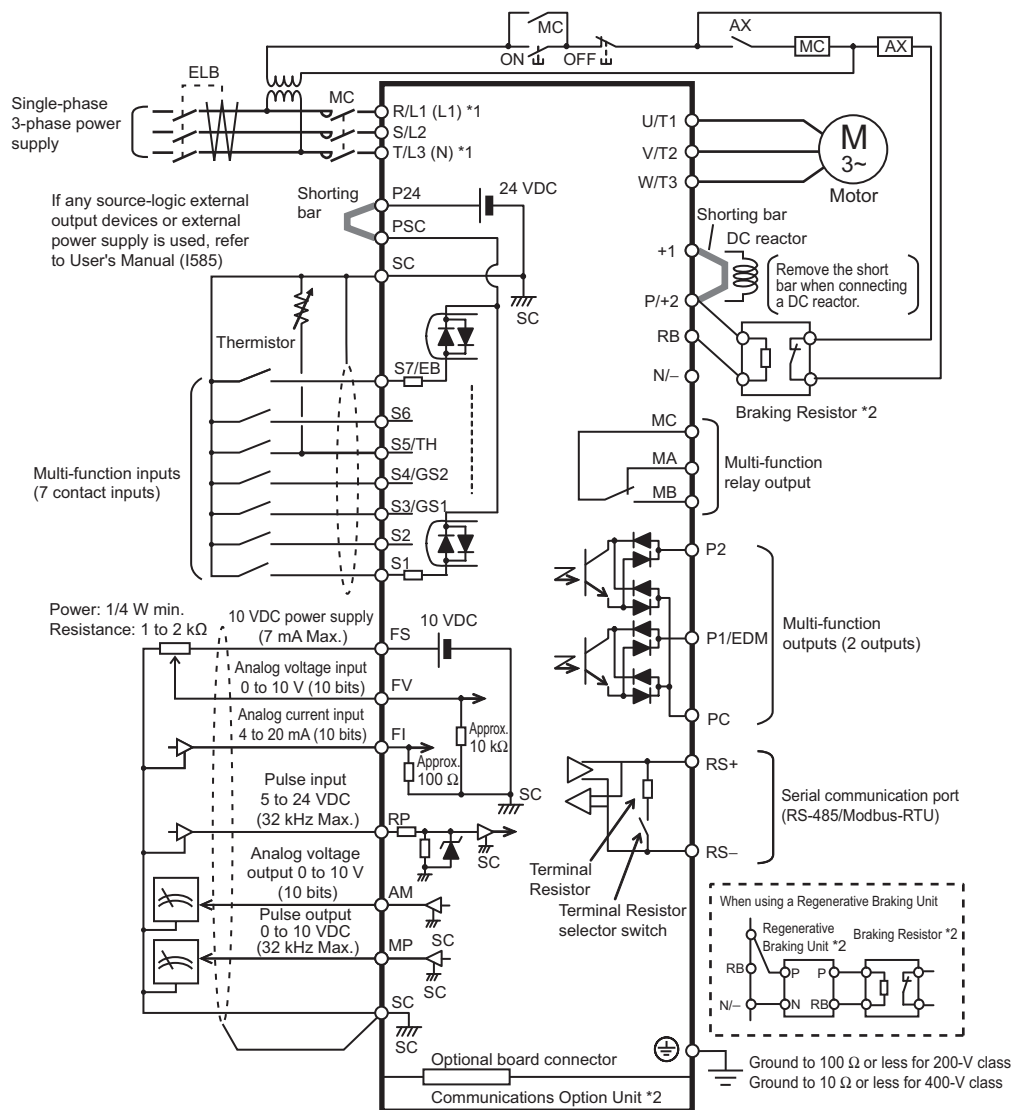 MC
ON
OFF
AX
MC
AX
ELB
MC
Single-phase
3-phase power
supply
R/L1 (L1) *1
S/L2
T/L3 (N) *1
U/T1
V/T2
W/T3
M
3~
Motor
If any source-logic external
output devices or external
power supply is used, refer
to User's Manual (I585)
Shorting
bar
P24
24 VDC
PSC
SC
SC
Shorting bar
DC reactor
+1
P/+2
Remove the short
bar when connecting
a DC reactor.
RB
N/−
Braking Resistor *2
Thermistor
S7/EB
S6
S5/TH
S4/GS2
S3/GS1
S2
S1
Multi-function inputs
(7 contact inputs)
MC
MA
MB
Multi-function
relay output
P2
P1/EDM
PC
Multi-function
outputs (2 outputs)
Power: 1/4 W min.
Resistance: 1 to 2 kΩ
10 VDC power supply
(7 mA Max.)
FS
10 VDC
Analog voltage input
0 to 10 V (10 bits)
FV
Analog current input
4 to 20 mA (10 bits)
FI
Approx.
10 kΩ
Approx.
100 Ω
SC
Pulse input
5 to 24 VDC
(32 kHz Max.)
RP
SC
Analog voltage
output 0 to 10 V
(10 bits)
AM
SC
Pulse output
0 to 10 VDC
(32 kHz Max.)
MP
SC
SC
SC
RS+
RS−
Serial communication port
(RS-485/Modbus-RTU)
Terminal
Resistor
Terminal Resistor
selector switch
When using a Regenerative Braking Unit
Regenerative
Braking Unit *2
Braking Resistor *2
RB
P
P
N/−
N
RB
Optional board connector
Communications Option Unit *2
Ground to 100 Ω or less for 200-V class
Ground to 10 Ω or less for 400-V class